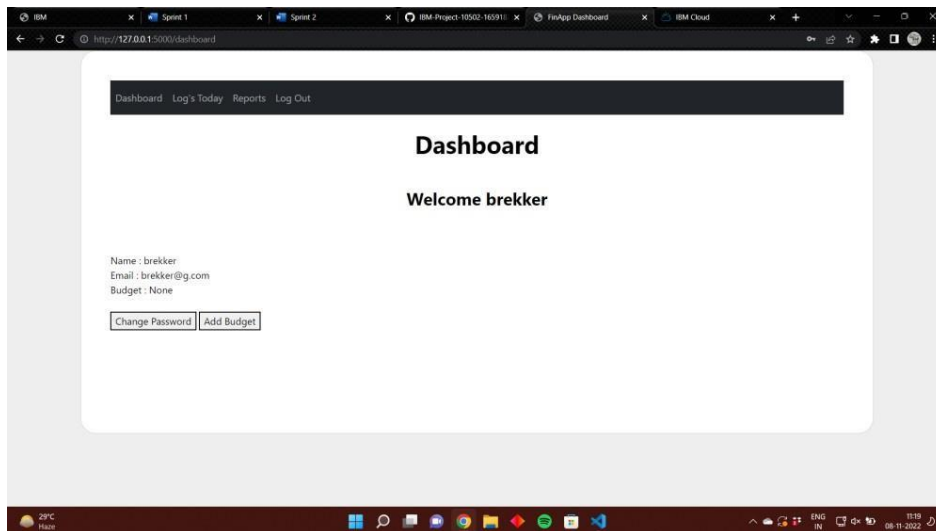 IBM
Sprint 1
Sprint 2
IBM-Project-10502-165918
FinApp Dashboard
IBM Cloud
http://127.0.0.1:5000/dashboard
Dashboard Log's Today Reports Log Out
Dashboard
Welcome brekker
Name : brekker
Email : brekker@g.com
Budget : None
Change Password Add Budget
29°C
Haze
ENG
IN
11:19
08-11-2022